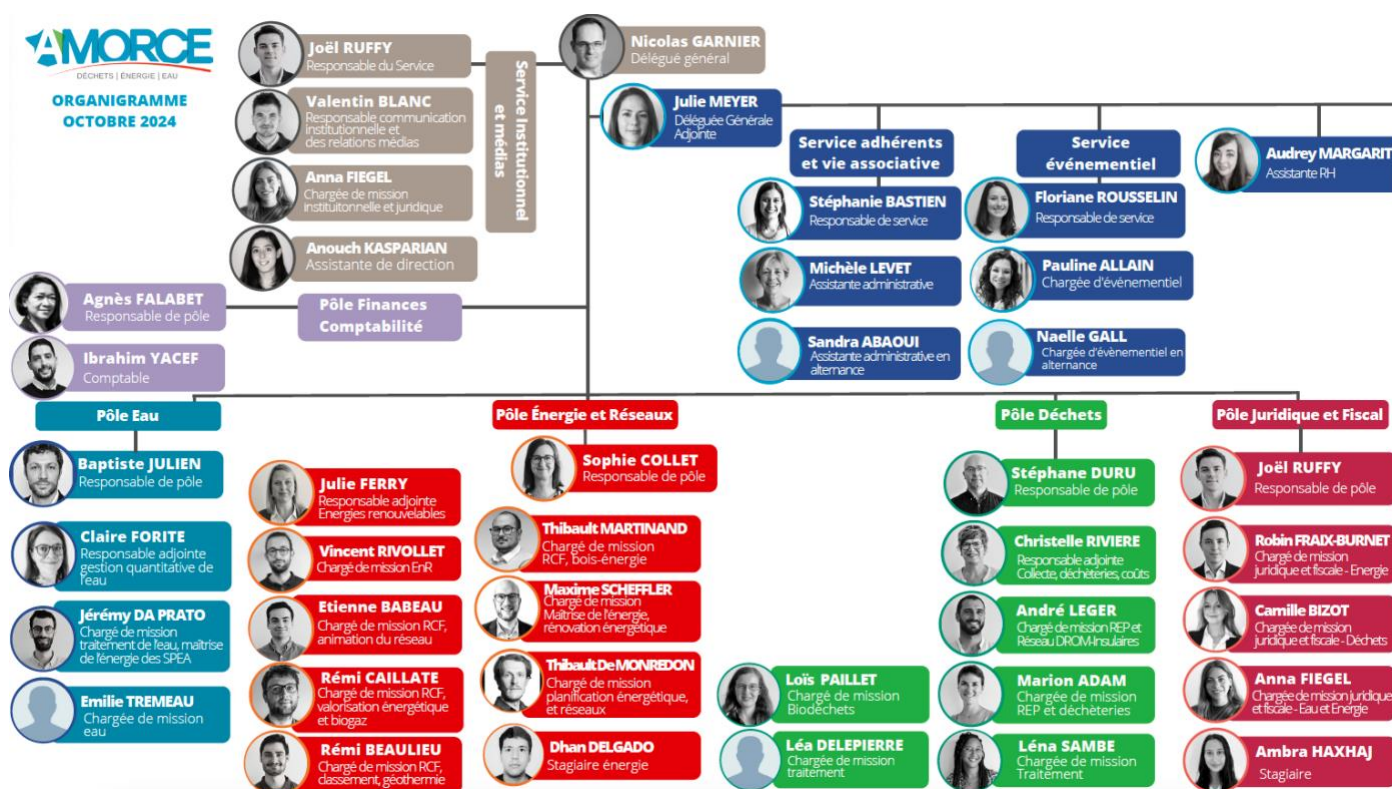 AMORCE
DÉCHETS | ÉNERGIE | EAU
ORGANIGRAMME
OCTOBRE 2024
Joël RUFFY
Responsable du Service
Valentin BLANC
Responsable communication
institutionnelle et
des relations médias
Anna FIEGEL
Chargée de mission
instituitonnelle et juridique
Anouch KASPARIAN
Assistante de direction
Service Institutionnel
et médias
Nicolas GARNIER
Délégué général
Julie MEYER
Déléguée Générale
Adjointe
Service adhérents
et vie associative
Stéphanie BASTIEN
Responsable de service
Michèle LEVET
Assistante administrative
Sandra ABAOUI
Assistante administrative en
alternance
Service
événementiel
Floriane ROUSSELIN
Responsable de service
Pauline ALLAIN
Chargée d'événementiel
Naelle GALL
Chargée d'évènementiel en
alternance
Audrey MARGARIT
Assistante RH
Agnès FALABET
Responsable de pôle
Ibrahim YACEF
Comptable
Pôle Finances
Comptabilité
Pôle Eau
Baptiste JULIEN
Responsable de pôle
Claire FORITE
Responsable adjointe
gestion quantitative de
l'eau
Jérémy DA PRATO
Chargé de mission
traitement de l'eau, maîtrise
de l'énergie des SPEA
Emilie TREMEAU
Chargée de mission
eau
Pôle Énergie et Réseaux
Sophie COLLET
Responsable de pôle
Julie FERRY
Responsable adjointe
Energies renouvelables
Vincent RIVOLLET
Chargé de mission EnR
Etienne BABEAU
Chargé de mission RCF,
animation du réseau
Rémi CAILLATE
Chargé de mission RCF,
valorisation énergétique
et biogaz
Rémi BEAULIEU
Chargé de mission RCF,
classement, géothermie
Thibault MARTINAND
Chargé de mission
RCF, bois-énergie
Maxime SCHEFFLER
Chargé de mission
Maîtrise de l'énergie,
rénovation énergétique
Thibault De MONREDON
Chargé de mission
planification énergétique,
et réseaux
Dhan DELGADO
Stagiaire énergie
Pôle Déchets
Stéphane DURU
Responsable de pôle
Christelle RIVIERE
Responsable adjointe
Collecte, déchèteries, coûts
André LEGER
Chargé de mission REP et
Réseau DROM-Insulaires
Marion ADAM
Chargée de mission
REP et déchèteries
Léna SAMBE
Chargée de mission
Traitement
Loïs PAILLET
Chargé de mission
Biodéchets
Léa DELEPIERRE
Chargée de mission
traitement
Pôle Juridique et Fiscal
Joël RUFFY
Responsable de pôle
Robin FRAIX-BURNET
Chargé de mission
juridique et fiscale - Energie
Camille BIZOT
Chargée de mission
juridique et fiscale - Déchets
Anna FIEGEL
Chargée de mission juridique
et fiscale - Eau et Energie
Ambra HAXHAJ
Stagiaire